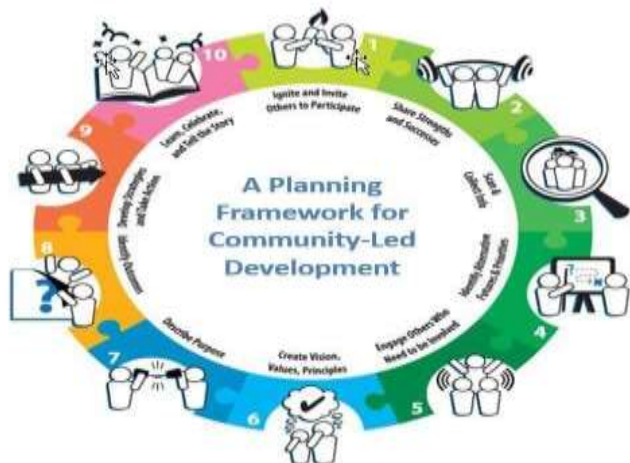 A Planning
Framework for
Community-Led
Development
1
Ignite and Invite
Others to Participate
2
Share Strengths
and Successes
3
Scan &
Collect Info
4
Identify Alternative
Futures & Priorities
5
Engage Others Who
Need to be Involved
6
Create Vision,
Values, Principles
7
Describe Purpose
8
?
Identify Outcomes
9
Develop Strategies
and Take Action
10
Learn, Celebrate,
and Tell the Story